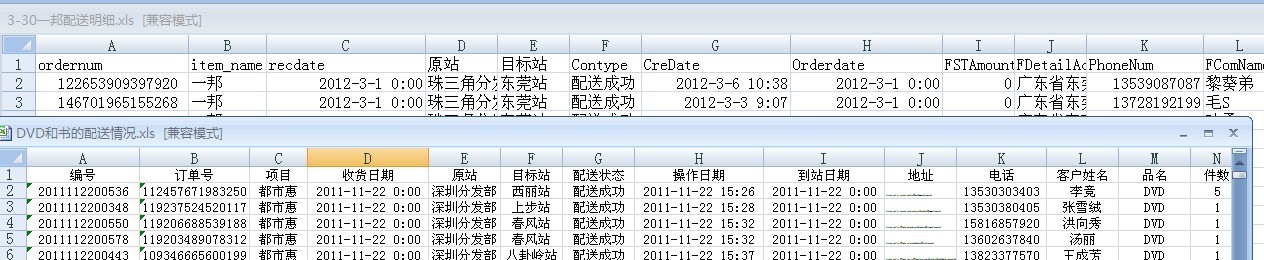 3-30一邦配送明细.xls [兼容模式]
A B C D E F G H I J K L
1 ordernum item_name recdate 原站 目标站 Contype CreDate Orderdate FSTAmount FDetailAd PhoneNum FComName
2 122653909397920 一邦 2012-3-1 0:00 珠三角分发 东莞站 配送成功 2012-3-6 10:38 2012-3-1 0:00 0 广东省东莞 13539087087 黎葵弟
3 146701965155268 一邦 2012-3-1 0:00 珠三角分发 东莞站 配送成功 2012-3-3 9:07 2012-3-1 0:00 0 广东省东莞 13728192199 毛S
DVD和书的配送情况.xls [兼容模式]
A B C D E F G H I J K L M N
1 编号 订单号 项目 收货日期 原站 目标站 配送状态 操作日期 到站日期 地址 电话 客户姓名 品名 件数
2 2011112200536 112457671983250 都市惠 2011-11-22 0:00 深圳分发部 西丽站 配送成功 2011-11-22 15:26 2011-11-22 0:00 13530303403 李竟 DVD 5
3 2011112200348 119237524520117 都市惠 2011-11-22 0:00 深圳分发部 上步站 配送成功 2011-11-22 15:28 2011-11-22 0:00 13530380405 张雪绒 DVD 1
4 2011112200550 119206688539188 都市惠 2011-11-22 0:00 深圳分发部 春风站 配送成功 2011-11-22 15:32 2011-11-22 0:00 15816857920 洪向秀 DVD 1
5 2011112200578 119203489078312 都市惠 2011-11-22 0:00 深圳分发部 春风站 配送成功 2011-11-22 15:32 2011-11-22 0:00 13602637840 汤丽 DVD 1
6 2011112200443 109346665600199 都市惠 2011-11-22 0:00 深圳分发部 八卦岭站 配送成功 2011-11-22 15:37 2011-11-22 0:00 13823377570 王成芳 DVD 1